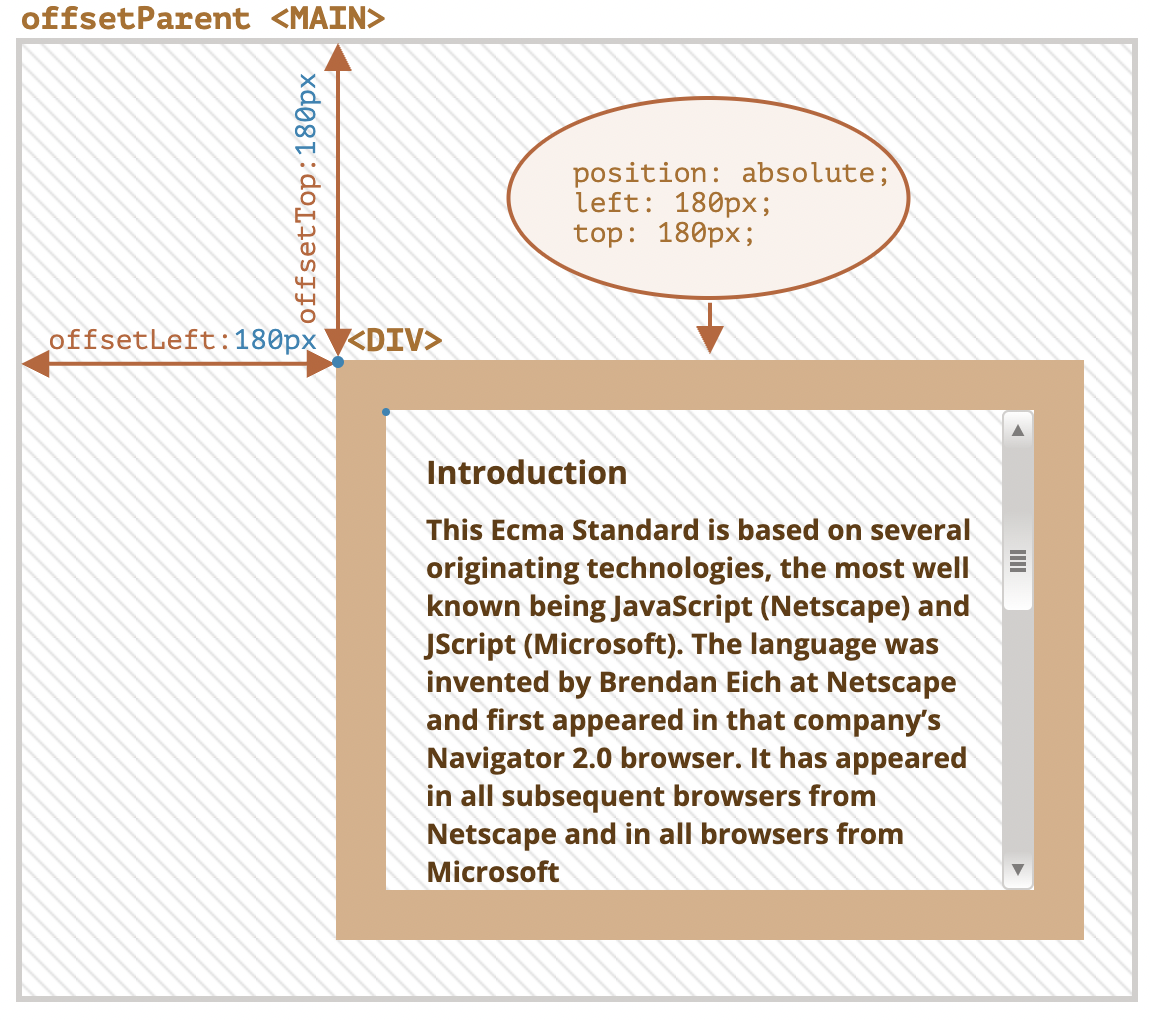 offsetParent <MAIN>
offsetTop:180px
position: absolute;
left: 180px;
top: 180px;
offsetLeft:180px
<DIV>
Introduction
This Ecma Standard is based on several
originating technologies, the most well
known being JavaScript (Netscape) and
JScript (Microsoft). The language was
invented by Brendan Eich at Netscape
and first appeared in that company’s
Navigator 2.0 browser. It has appeared
in all subsequent browsers from
Netscape and in all browsers from
Microsoft